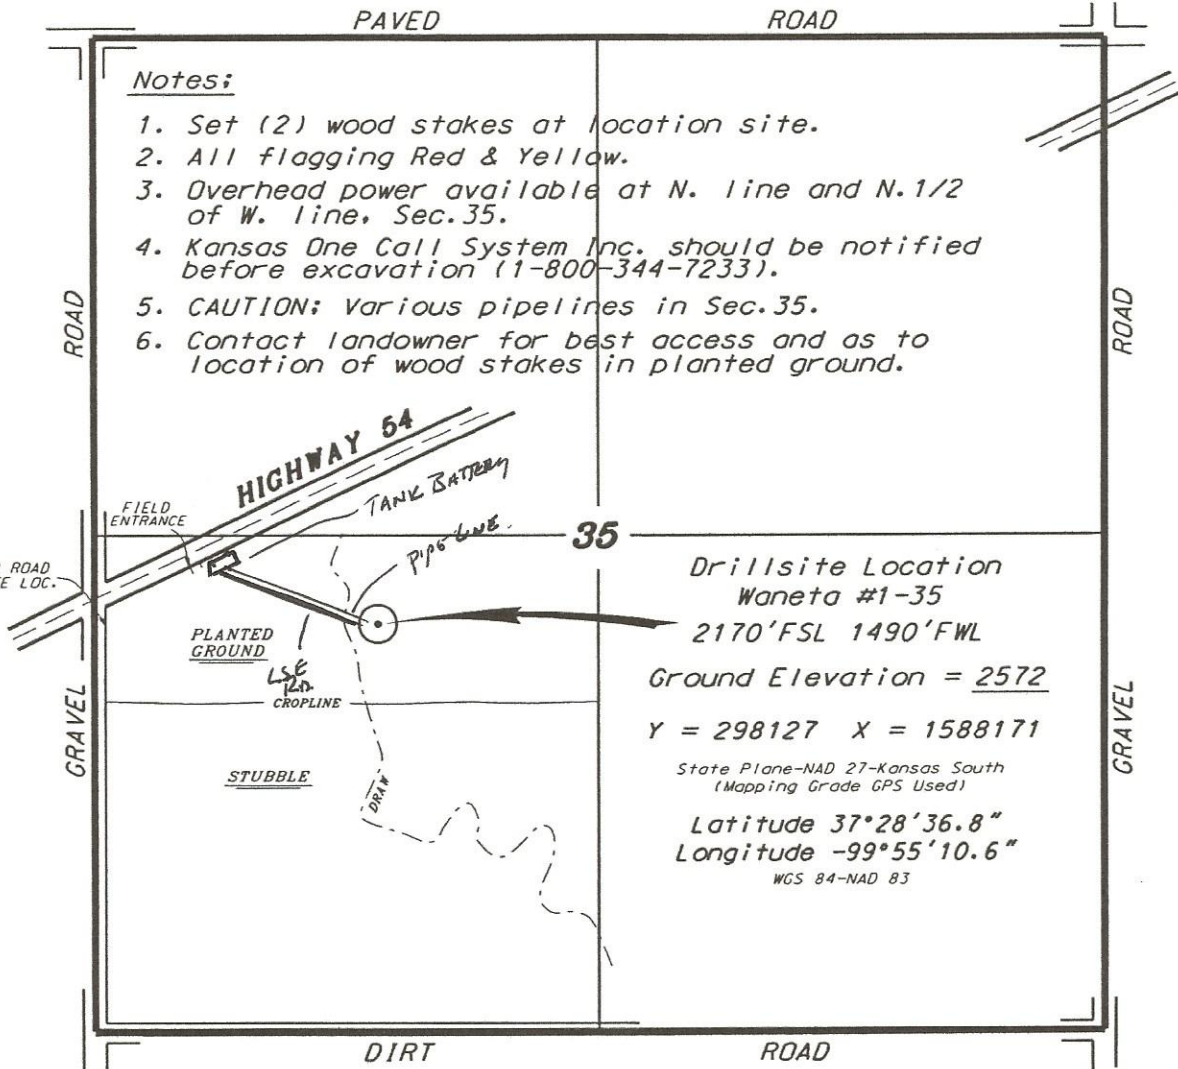 PAVED ROAD
Notes:
1. Set (2) wood stakes at location site.
2. All flagging Red & Yellow.
3. Overhead power available at N. line and N.1/2
of W. line, Sec.35.
4. Kansas One Call System Inc. should be notified
before excavation (1-800-344-7233).
5. CAUTION: Various pipelines in Sec.35.
6. Contact landowner for best access and as to
location of wood stakes in planted ground.
ROAD
ROAD
HIGHWAY 54
TANK BATTERY
FIELD
ENTRANCE
PIPELINE
35
ROAD
LOC.
Drillsite Location
Waneta #1-35
2170'FSL 1490'FWL
PLANTED
GROUND
LSE
RD.
CROPLINE
Ground Elevation = 2572
GRAVEL
GRAVEL
Y = 298127 X = 1588171
STUBBLE
DRAW
State Plane-NAD 27-Kansas South
(Mapping Grade GPS Used)
Latitude 37°28'36.8"
Longitude -99°55'10.6"
WGS 84-NAD 83
DIRT ROAD